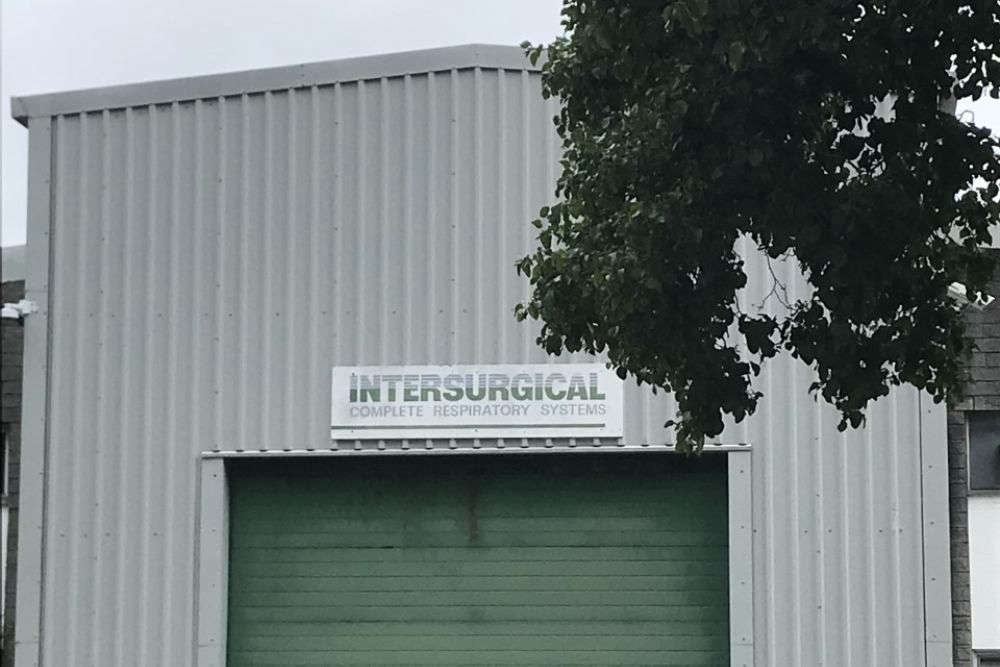 INTERSURGICAL
COMPLETE RESPIRATORY SYSTEMS